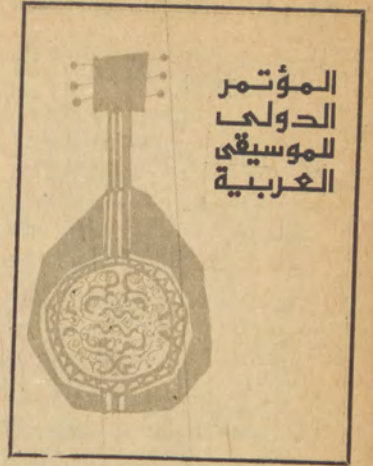 المؤتمر
الدولى
للموسيقى
العربية